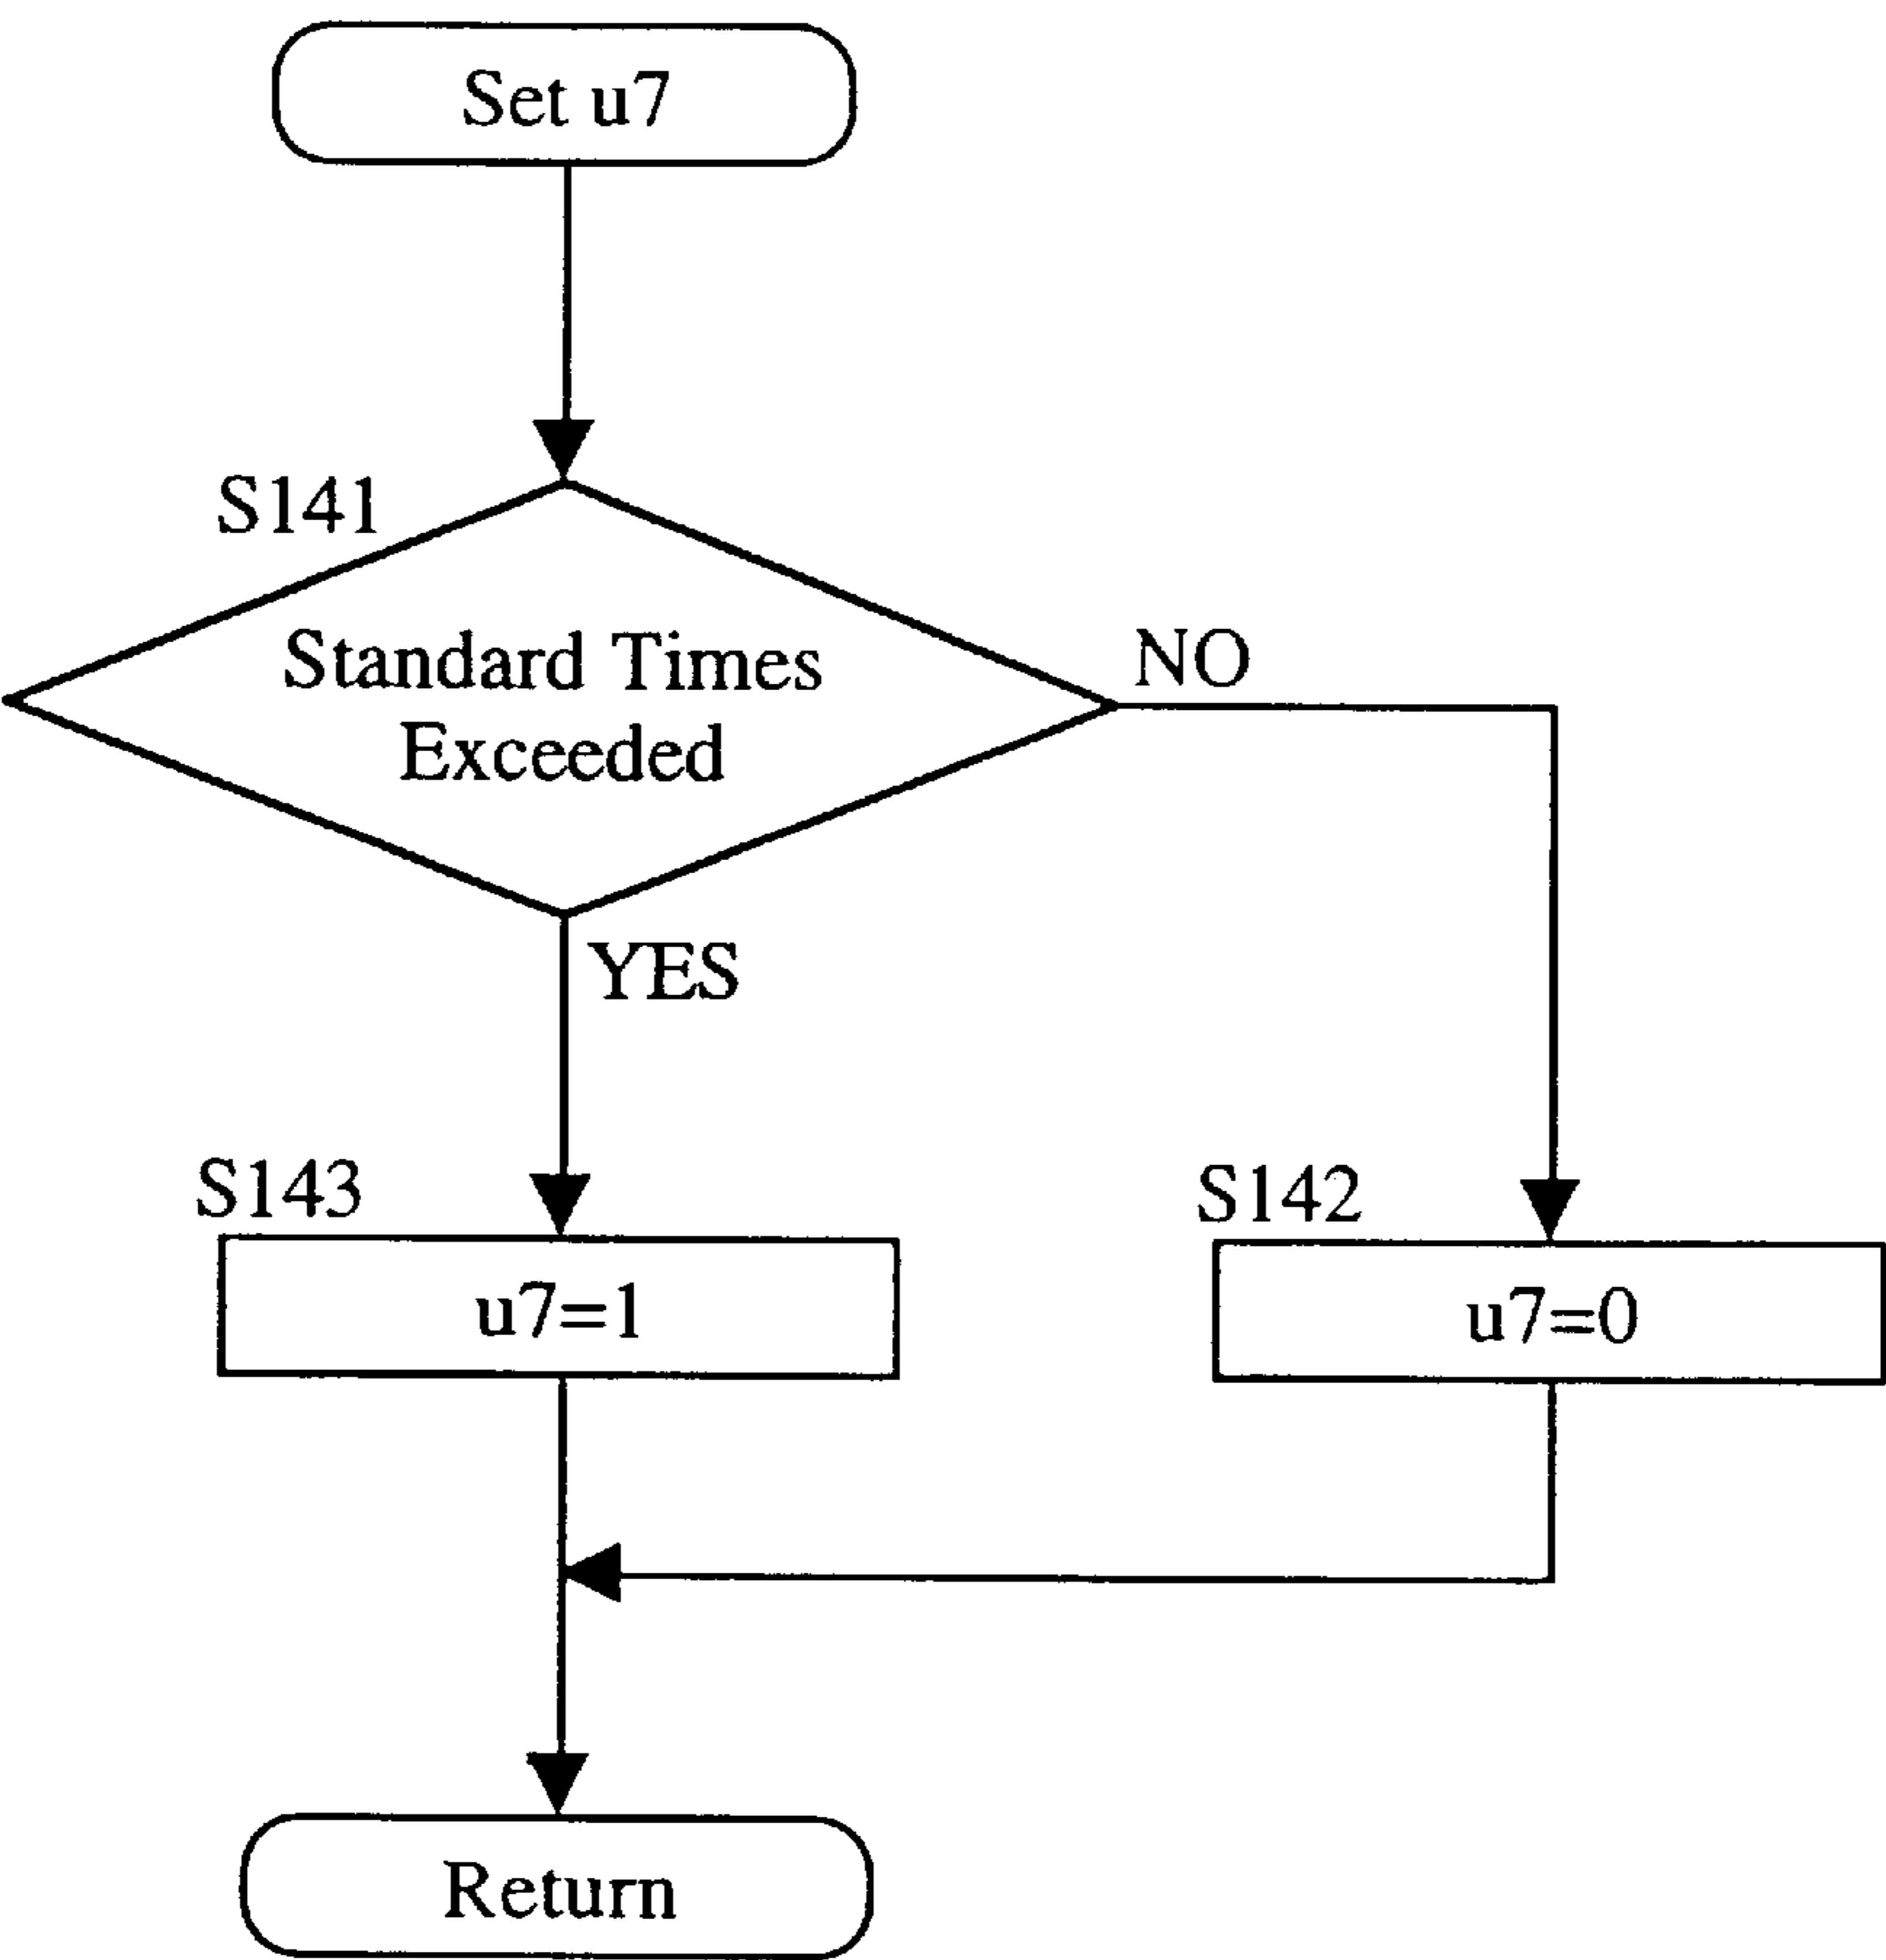 Set u7
S141
Standard Times
Exceeded
NO
YES
S143
S142
u7=1
u7=0
Return